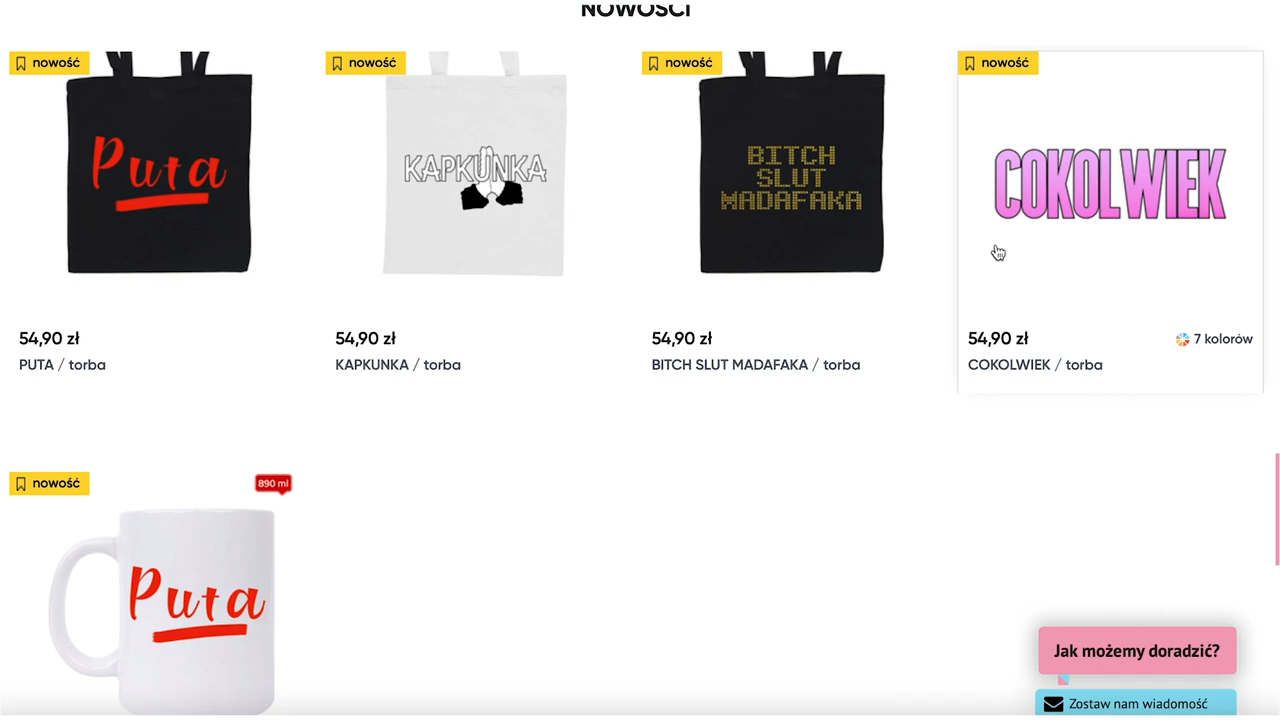 NOWOŚCI
nowość
nowość
nowość
nowość
Puta
KAPKUNKA
BITCH
SLUT
MADAFAKA
COKOLWIEK
54,90 zł
PUTA / torba
54,90 zł
KAPKUNKA / torba
54,90 zł
BITCH SLUT MADAFAKA / torba
54,90 zł
7 kolorów
COKOLWIEK / torba
nowość
890 ml
Puta
Jak możemy doradzić?
Zostaw nam wiadomość